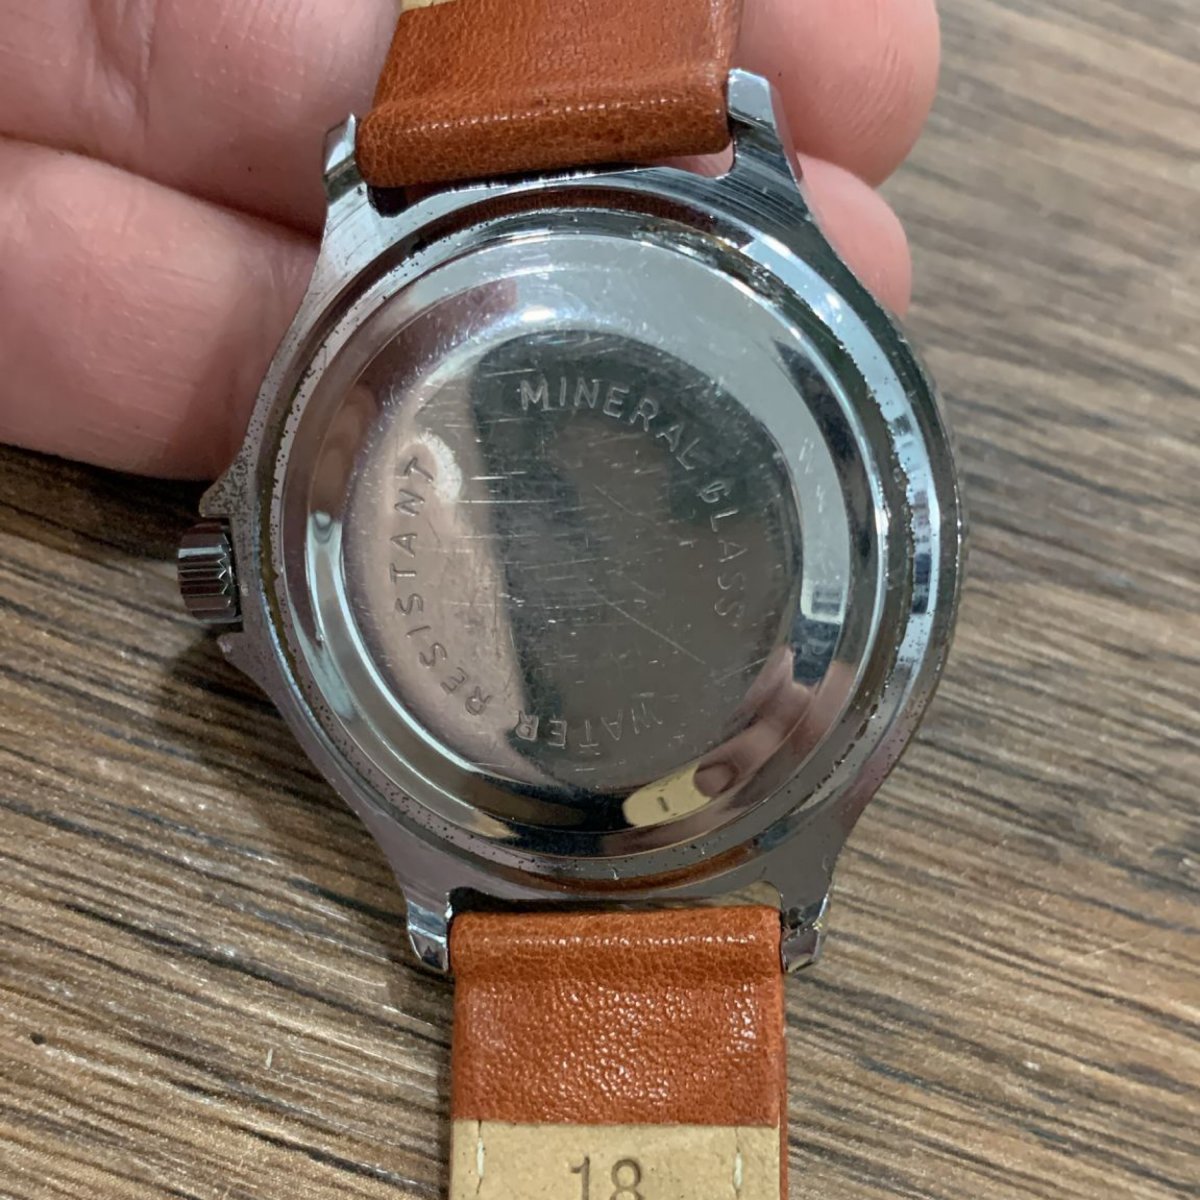 MINERAL GLASS
WATER RESISTANT
18